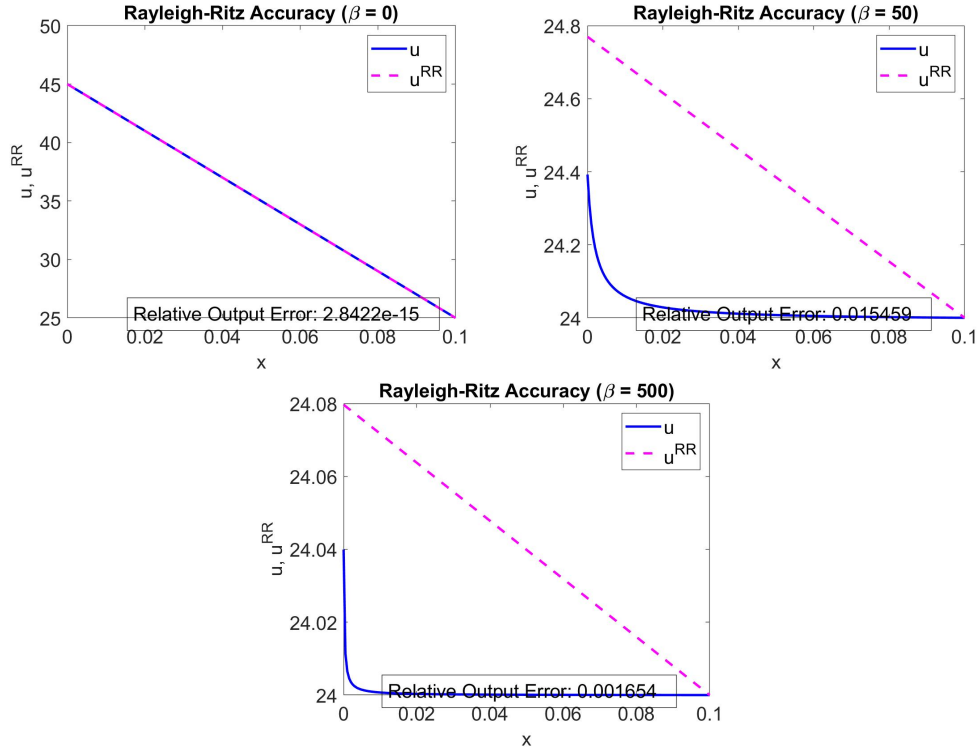 Rayleigh-Ritz Accuracy (β = 0)
50
45
40
35
30
25
u, u^RR
u
u^RR
Relative Output Error: 2.8422e-15
0 0.02 0.04 0.06 0.08 0.1
x
Rayleigh-Ritz Accuracy (β = 50)
24.8
24.6
24.4
24.2
24
u, u^RR
u
u^RR
Relative Output Error: 0.015459
0 0.02 0.04 0.06 0.08 0.1
x
Rayleigh-Ritz Accuracy (β = 500)
24.08
24.06
24.04
24.02
24
u, u^RR
u
u^RR
Relative Output Error: 0.001654
0 0.02 0.04 0.06 0.08 0.1
x